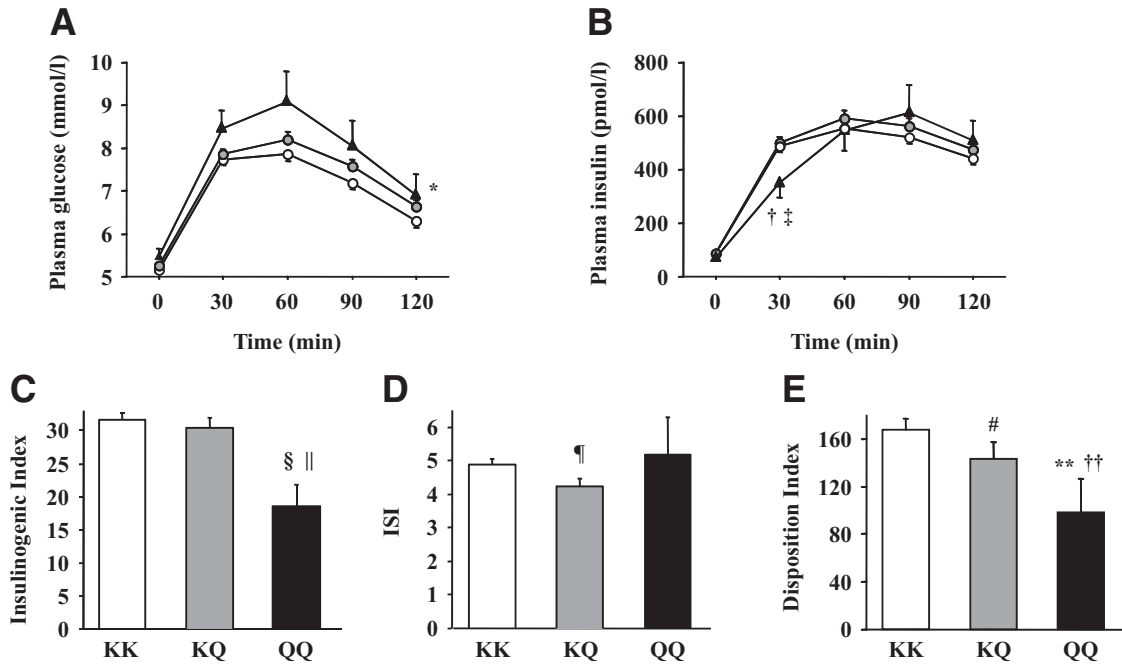 A
Plasma glucose (mmol/l)
10
9
8
7
6
5
*
0 30 60 90 120
Time (min)
B
Plasma insulin (pmol/l)
800
600
400
200
0
† ‡
0 30 60 90 120
Time (min)
C
Insulinogenic Index
30
25
20
15
10
5
0
§ ||
KK KQ QQ
D
ISI
6
5
4
3
2
1
0
¶
KK KQ QQ
E
Disposition Index
160
120
80
40
0
#
** ††
KK KQ QQ